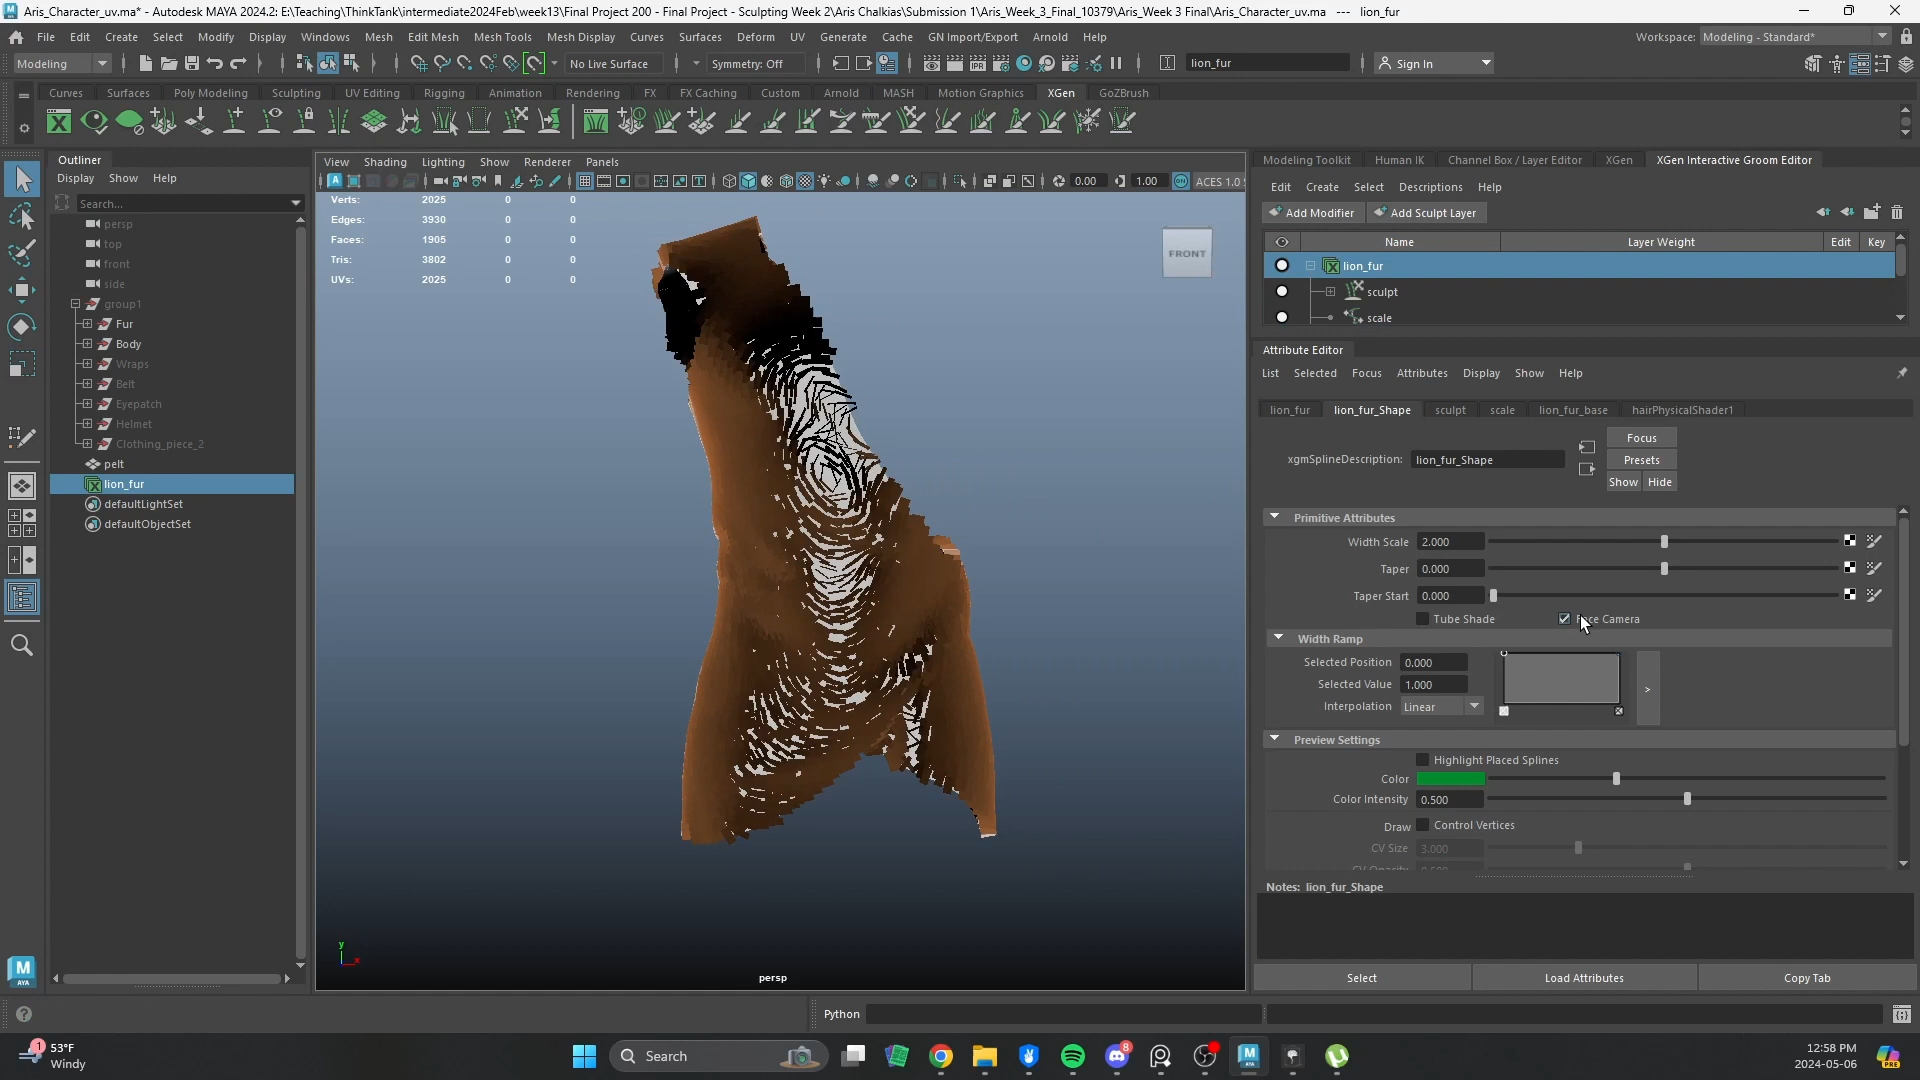 Aris_Character_uv.ma* - Autodesk MAYA 2024.2: E:\Teaching\ThinkTank\intermediate2024Feb\week13\Final Project 200 - Final Project - Sculpting Week 2\Aris Chalkias\Submission 1\Aris_Week_3_Final_10379\Aris_Week 3 Final\Aris_Character_uv.ma --- lion_fur
File Edit Create Select Modify Display Windows Mesh Edit Mesh Mesh Tools Mesh Display Curves Surfaces Deform UV Generate Cache GN Import/Export Arnold Help Workspace: Modeling - Standard*
Modeling No Live Surface Symmetry: Off lion_fur Sign In
Curves Surfaces Poly Modeling Sculpting UV Editing Rigging Animation Rendering FX FX Caching Custom Arnold MASH Motion Graphics XGen GoZBrush
Outliner
Display Show Help
Search...
persp
top
front
side
group1
Fur
Body
Wraps
Belt
Eyepatch
Helmet
Clothing_piece_2
pelt
lion_fur
defaultLightSet
defaultObjectSet
View Shading Lighting Show Renderer Panels
0.00 1.00 ACES 1.0
Verts: 2025 0 0
Edges: 3930 0 0
Faces: 1905 0 0
Tris: 3802 0 0
UVs: 2025 0 0
FRONT
y
x
persp
Modeling Toolkit Human IK Channel Box / Layer Editor XGen XGen Interactive Groom Editor
Edit Create Select Descriptions Help
Add Modifier Add Sculpt Layer
Name Layer Weight Edit Key
lion_fur
sculpt
scale
Attribute Editor
List Selected Focus Attributes Display Show Help
lion_fur lion_fur_Shape sculpt scale lion_fur_base hairPhysicalShader1
xgmSplineDescription: lion_fur_Shape
Focus
Presets
Show Hide
Primitive Attributes
Width Scale 2.000
Taper 0.000
Taper Start 0.000
Tube Shade Face Camera
Width Ramp
Selected Position 0.000
Selected Value 1.000
Interpolation Linear
>
Preview Settings
Highlight Placed Splines
Color
Color Intensity 0.500
Draw Control Vertices
CV Size 3.000
Notes: lion_fur_Shape
Select Load Attributes Copy Tab
Python
1
53°F
Windy
Search
8
12:58 PM
2024-05-06
PRE